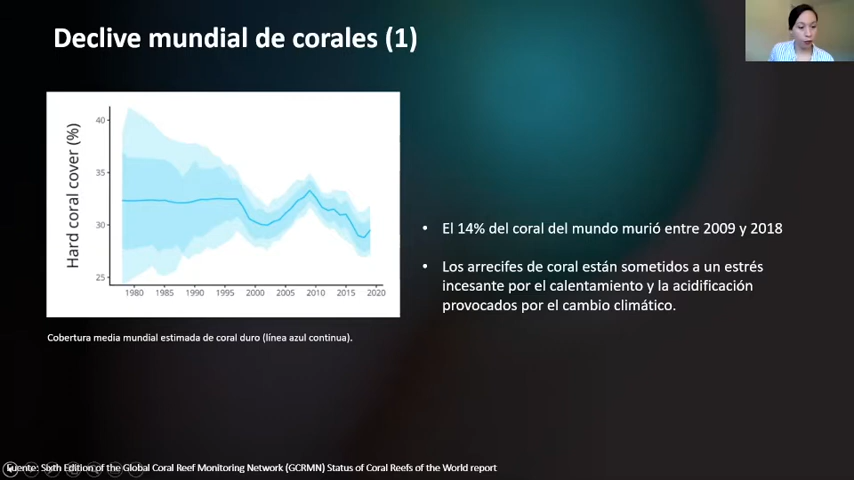 Declive mundial de corales (1)
Hard coral cover (%)
40
35
30
25
1980 1985 1990 1995 2000 2005 2010 2015 2020
Cobertura media mundial estimada de coral duro (línea azul continua).
• El 14% del coral del mundo murió entre 2009 y 2018
• Los arrecifes de coral están sometidos a un estrés
incesante por el calentamiento y la acidificación
provocados por el cambio climático.
Fuente: Sixth Edition of the Global Coral Reef Monitoring Network (GCRMN) Status of Coral Reefs of the World report